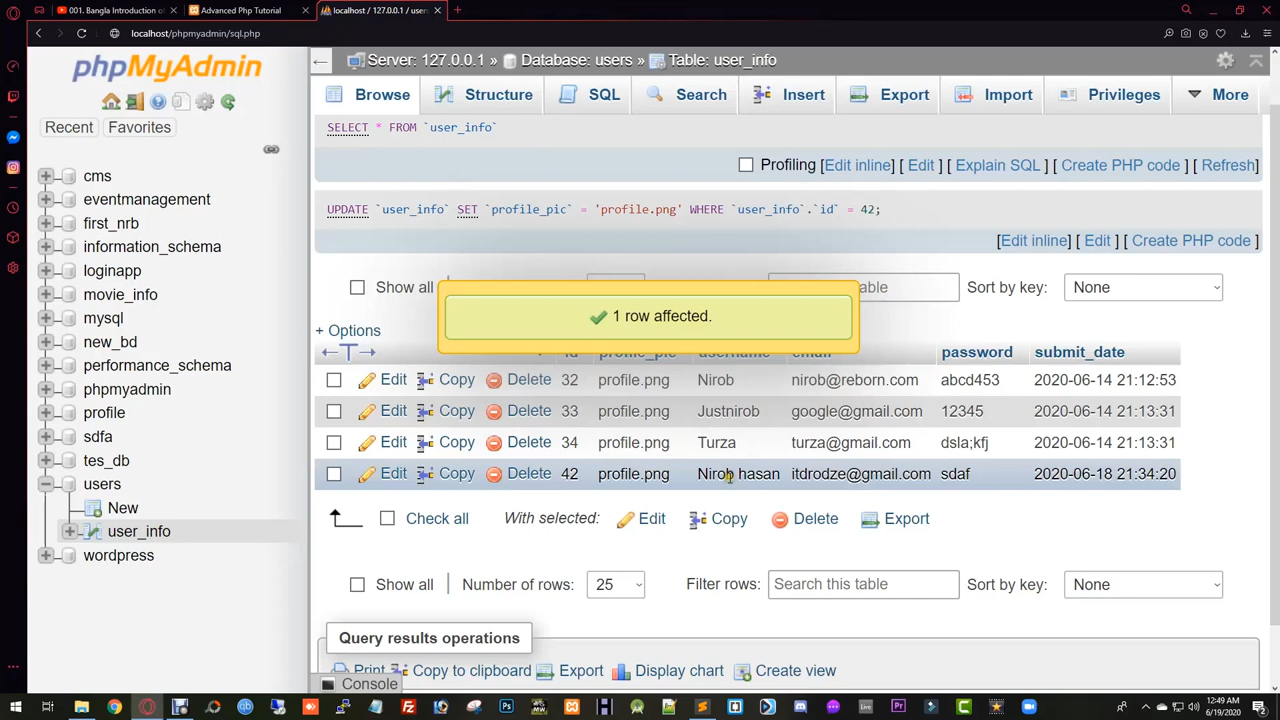 001. Bangla Introduction of
Advanced Php Tutorial
localhost / 127.0.0.1 / users
localhost/phpmyadmin/sql.php
phpMyAdmin
Recent
Favorites
cms
eventmanagement
first_nrb
information_schema
loginapp
movie_info
mysql
new_bd
performance_schema
phpmyadmin
profile
sdfa
tes_db
users
New
user_info
wordpress
Server: 127.0.0.1 » Database: users » Table: user_info
Browse Structure SQL Search Insert Export Import Privileges More
SELECT * FROM `user_info`
Profiling [Edit inline] [ Edit ] [ Explain SQL ] [ Create PHP code ] [ Refresh]
UPDATE `user_info` SET `profile_pic` = 'profile.png' WHERE `user_info`.`id` = 42;
[Edit inline] [ Edit ] [ Create PHP code ]
Show all able Sort by key: None
1 row affected.
+ Options
←T→ id profile_pic username email password submit_date
Edit Copy Delete 32 profile.png Nirob nirob@reborn.com abcd453 2020-06-14 21:12:53
Edit Copy Delete 33 profile.png Justnirob google@gmail.com 12345 2020-06-14 21:13:31
Edit Copy Delete 34 profile.png Turza turza@gmail.com dsla;kfj 2020-06-14 21:13:31
Edit Copy Delete 42 profile.png Nirob hasan itdrodze@gmail.com sdaf 2020-06-18 21:34:20
Check all With selected: Edit Copy Delete Export
Show all Number of rows: 25 Filter rows: Search this table Sort by key: None
Query results operations
Print Copy to clipboard Export Display chart Create view
Console
12:49 AM
6/19/2020